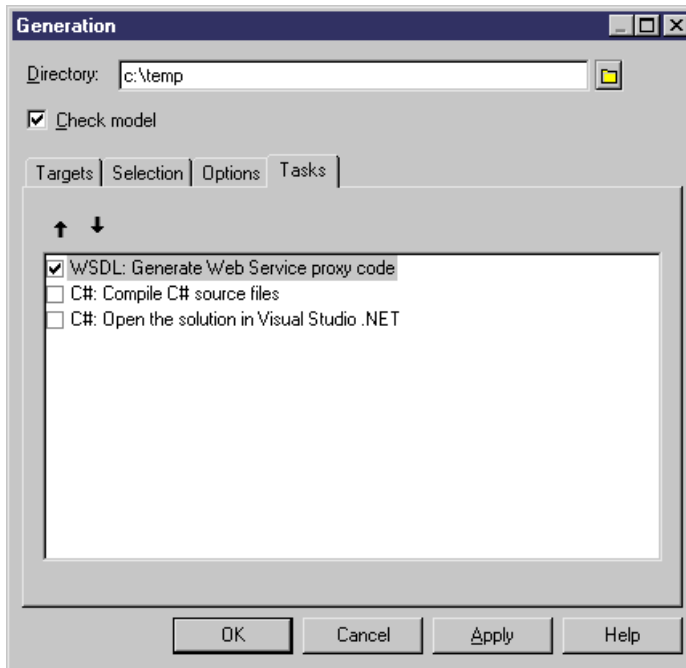 Generation
Directory: c:\temp
Check model
Targets Selection Options Tasks
WSDL: Generate Web Service proxy code
C#: Compile C# source files
C#: Open the solution in Visual Studio .NET
OK Cancel Apply Help